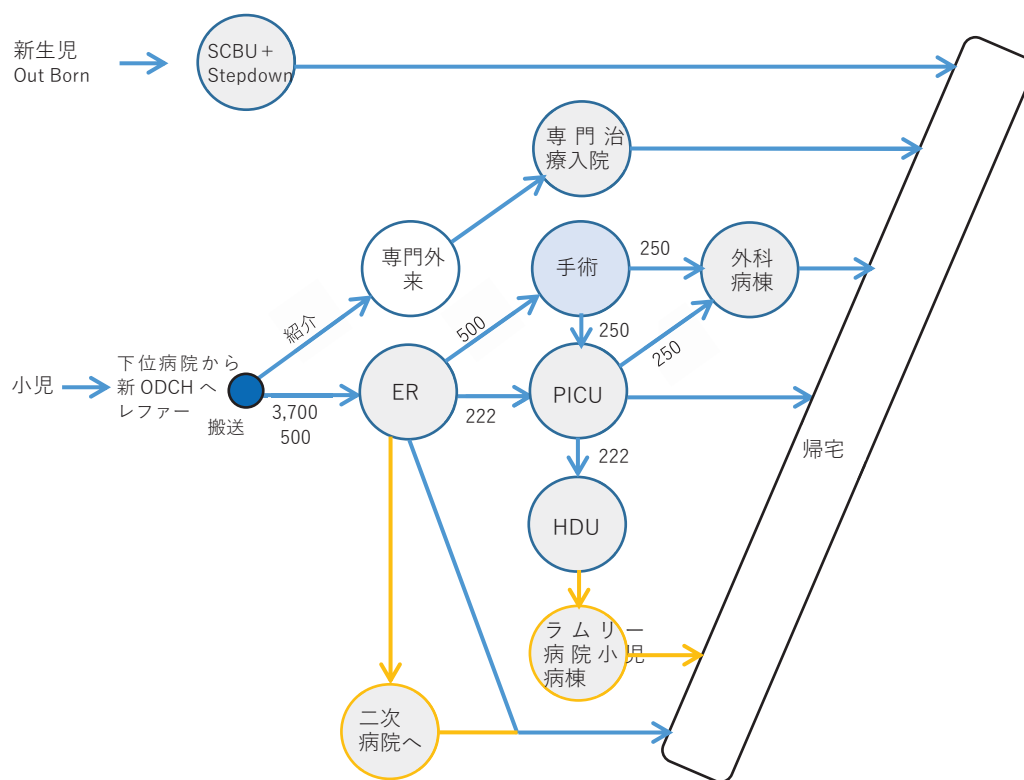 新生児
Out Born
SCBU＋
Stepdown
専門治
療入院
専門外
来
手術
250
外科
病棟
紹介
500
250
250
小児
下位病院から
新 ODCH へ
レファー
搬送
3,700
500
ER
222
PICU
帰宅
222
HDU
ラムリー
病院小児
病棟
二次
病院へ